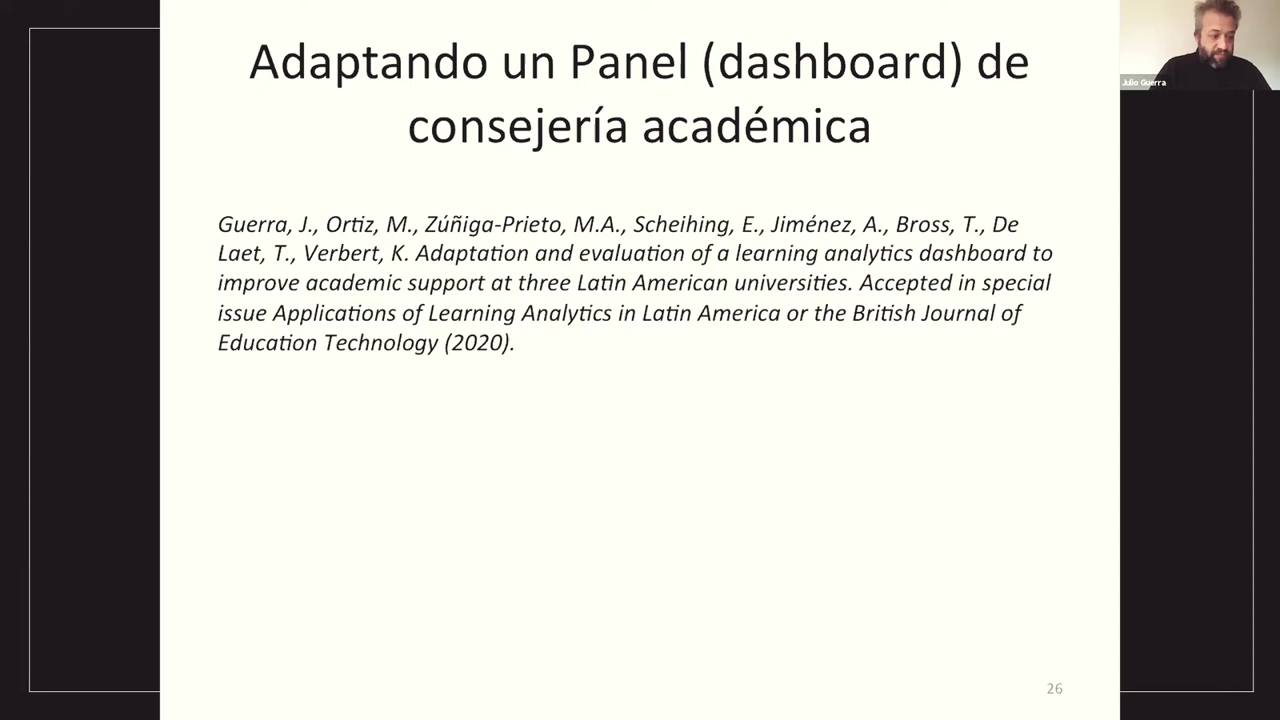 Adaptando un Panel (dashboard) de
consejería académica
Guerra, J., Ortiz, M., Zúñiga-Prieto, M.A., Scheihing, E., Jiménez, A., Bross, T., De
Laet, T., Verbert, K. Adaptation and evaluation of a learning analytics dashboard to
improve academic support at three Latin American universities. Accepted in special
issue Applications of Learning Analytics in Latin America or the British Journal of
Education Technology (2020).
26
Julio Guerra